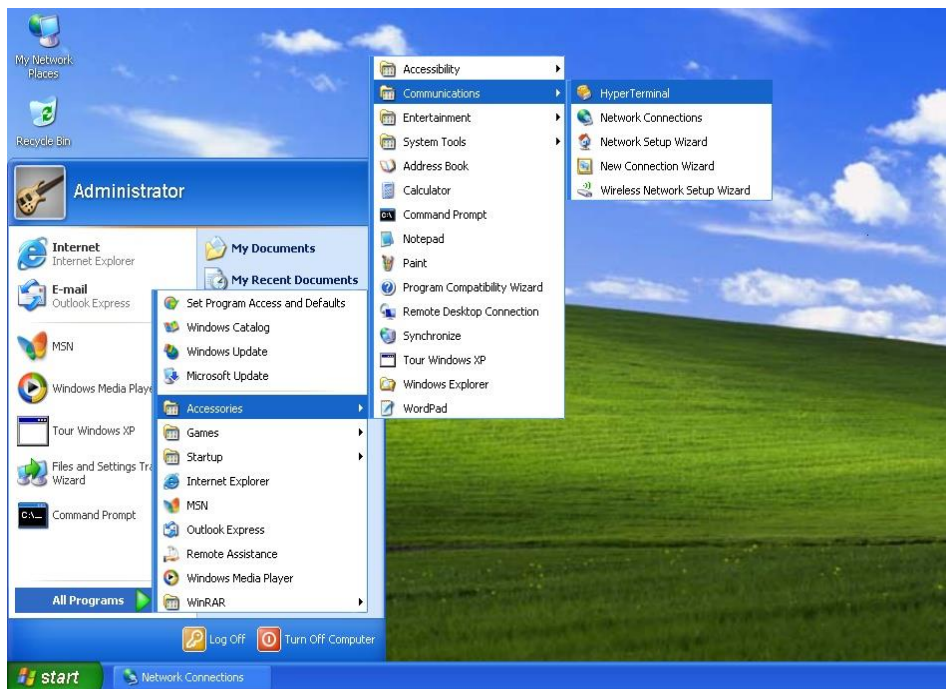 My Network
Places
Recycle Bin
Administrator
Internet
Internet Explorer
E-mail
Outlook Express
MSN
Windows Media Playe
Tour Windows XP
Files and Settings Tra
Wizard
C:\_
Command Prompt
All Programs
My Documents
My Recent Documents
Set Program Access and Defaults
Windows Catalog
Windows Update
Microsoft Update
Accessories
Games
Startup
Internet Explorer
MSN
Outlook Express
Remote Assistance
Windows Media Player
WinRAR
Accessibility
Communications
Entertainment
System Tools
Address Book
Calculator
Command Prompt
Notepad
Paint
Program Compatibility Wizard
Remote Desktop Connection
Synchronize
Tour Windows XP
Windows Explorer
WordPad
HyperTerminal
Network Connections
Network Setup Wizard
New Connection Wizard
Wireless Network Setup Wizard
Log Off
Turn Off Computer
start
Network Connections